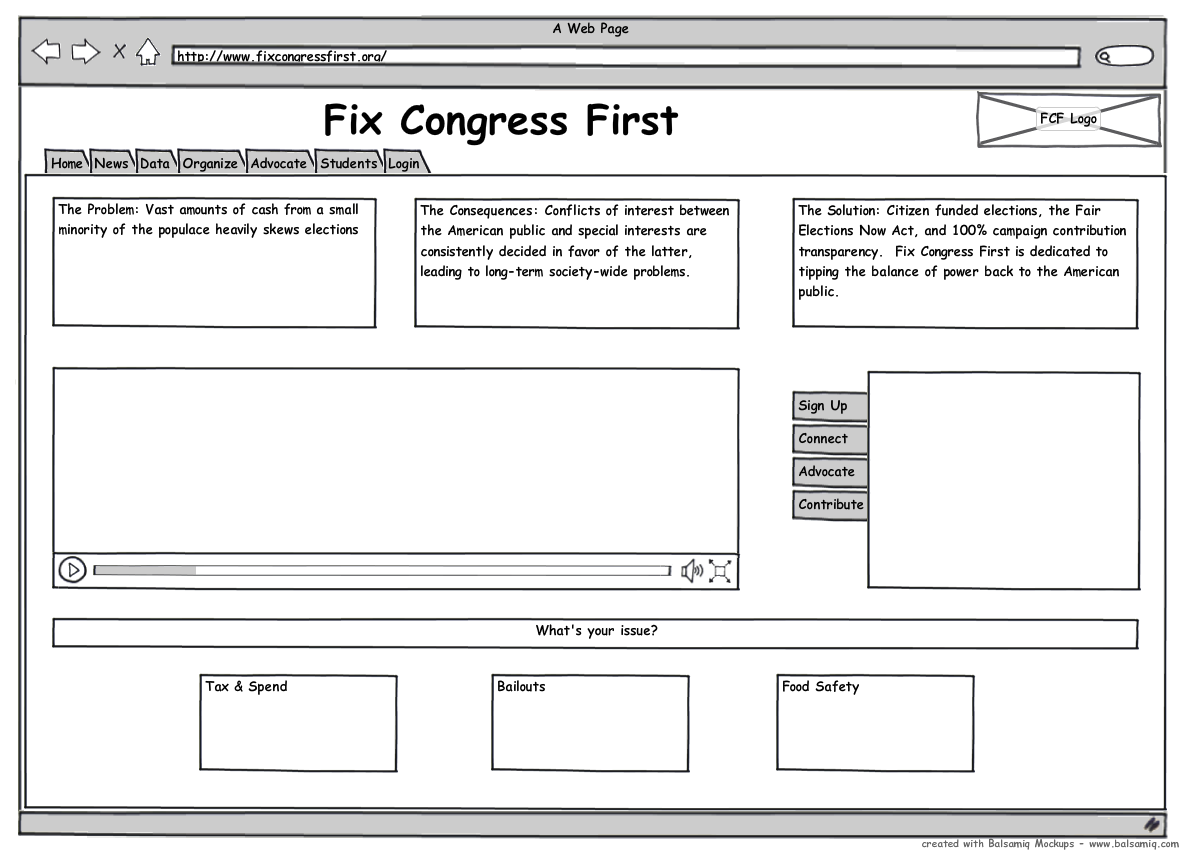 A Web Page
http://www.fixcongressfirst.org/
Fix Congress First
FCF Logo
Home News Data Organize Advocate Students Login
The Problem: Vast amounts of cash from a small
minority of the populace heavily skews elections
The Consequences: Conflicts of interest between
the American public and special interests are
consistently decided in favor of the latter,
leading to long-term society-wide problems.
The Solution: Citizen funded elections, the Fair
Elections Now Act, and 100% campaign contribution
transparency. Fix Congress First is dedicated to
tipping the balance of power back to the American
public.
Sign Up
Connect
Advocate
Contribute
What's your issue?
Tax & Spend
Bailouts
Food Safety
created with Balsamiq Mockups - www.balsamiq.com